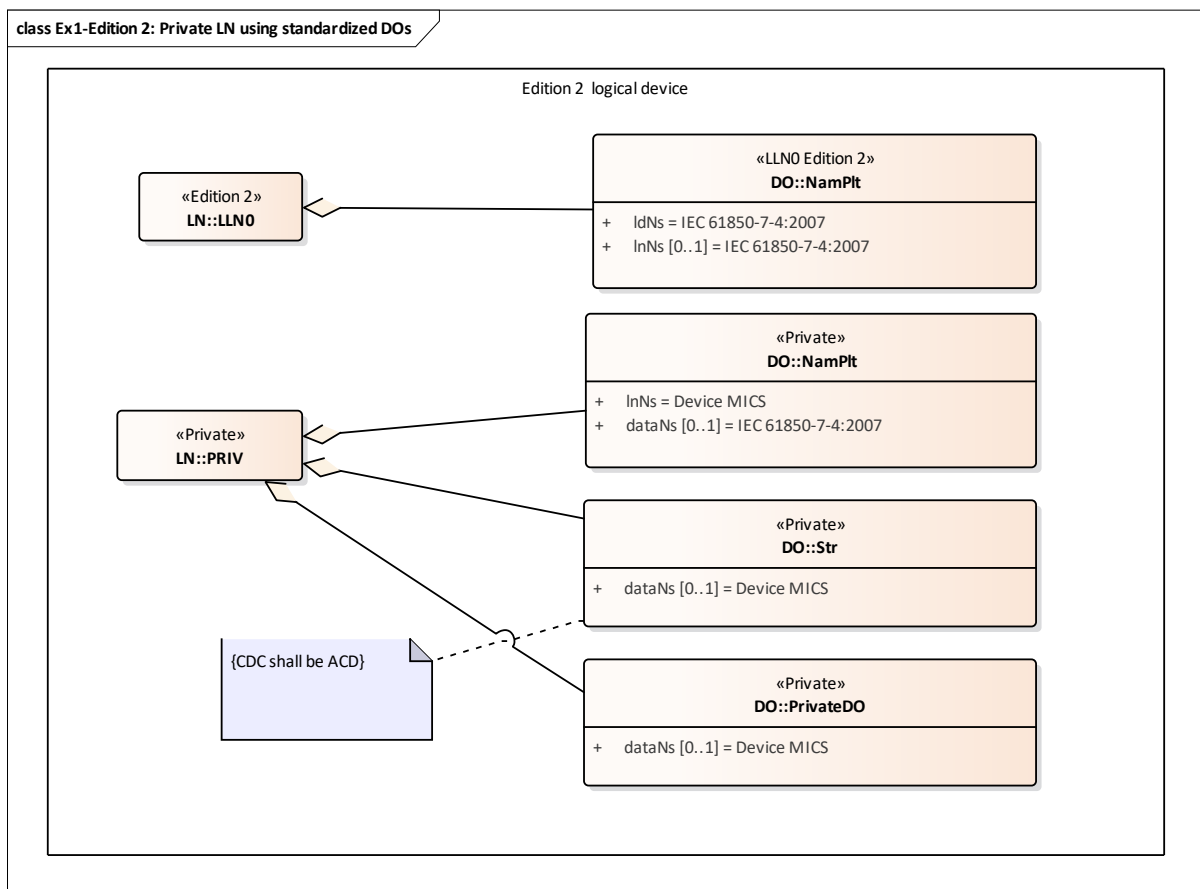 class Ex1-Edition 2: Private LN using standardized DOs
Edition 2 logical device
«Edition 2»
LN::LLN0
«LLN0 Edition 2»
DO::NamPlt
+ ldNs = IEC 61850-7-4:2007
+ lnNs [0..1] = IEC 61850-7-4:2007
«Private»
LN::PRIV
«Private»
DO::NamPlt
+ lnNs = Device MICS
+ dataNs [0..1] = IEC 61850-7-4:2007
«Private»
DO::Str
+ dataNs [0..1] = Device MICS
{CDC shall be ACD}
«Private»
DO::PrivateDO
+ dataNs [0..1] = Device MICS